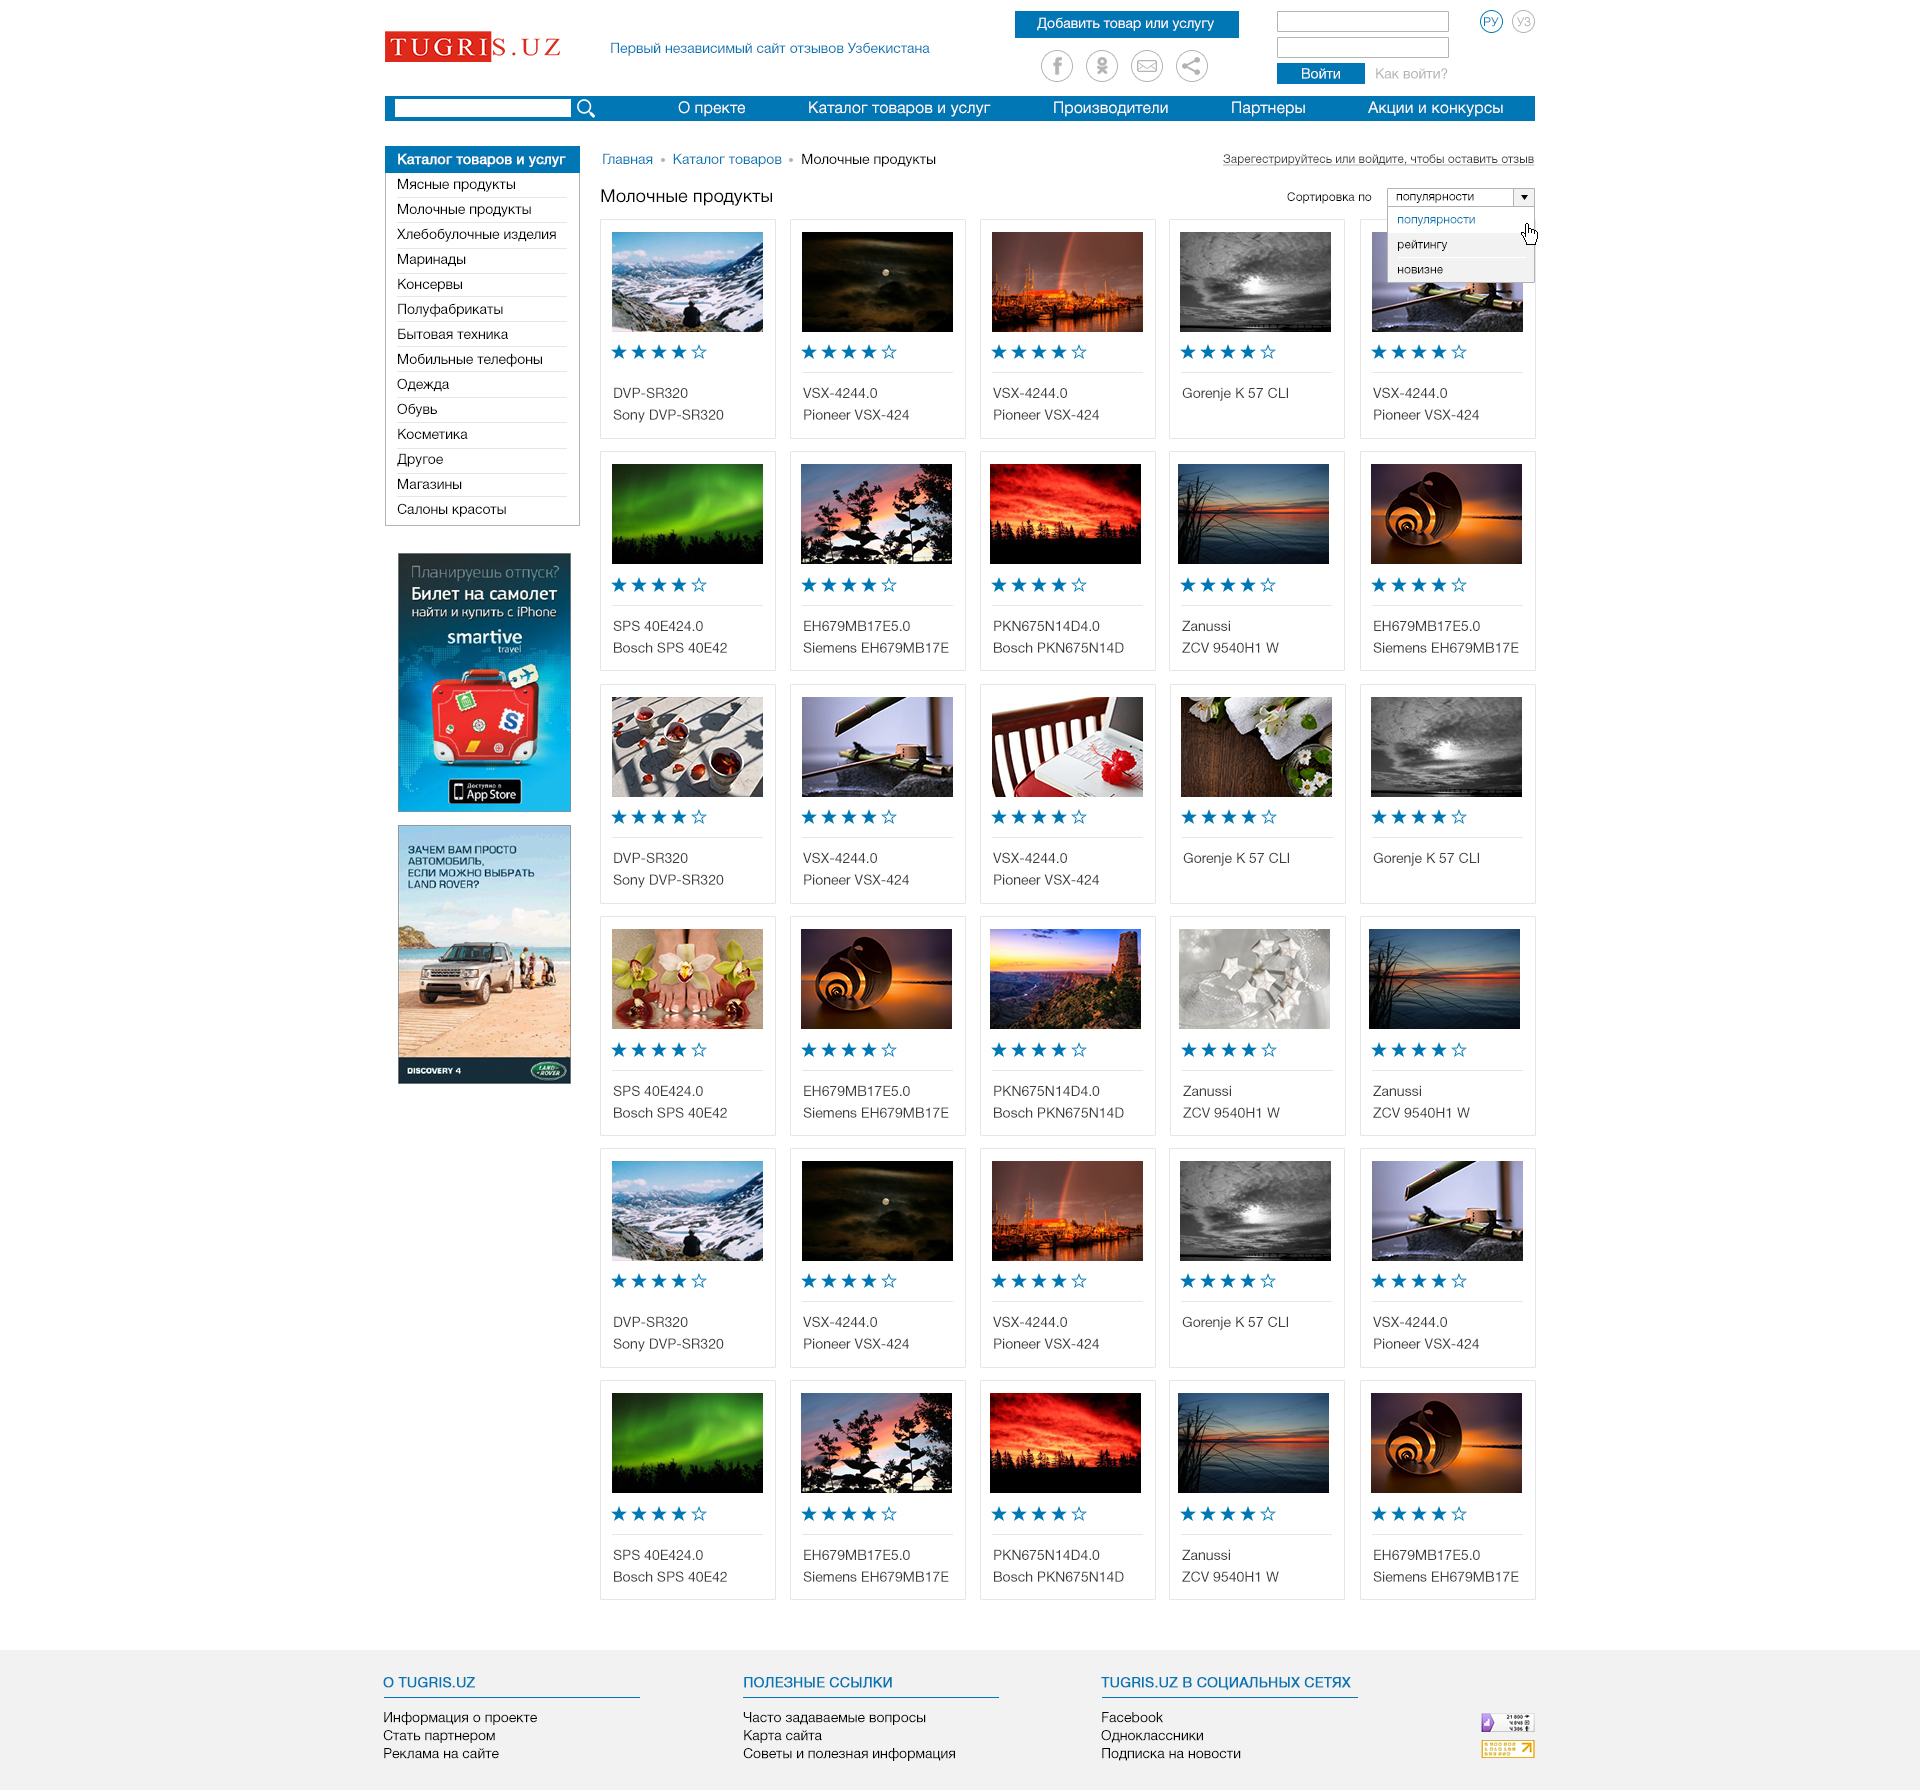 TUGRIS.UZ
Первый независимый сайт отзывов Узбекистана
Добавить товар или услугу
Войти
Как войти?
РУ
УЗ
О пректе
Каталог товаров и услуг
Производители
Партнеры
Акции и конкурсы
Каталог товаров и услуг
Мясные продукты
Молочные продукты
Хлебобулочные изделия
Маринады
Консервы
Полуфабрикаты
Бытовая техника
Мобильные телефоны
Одежда
Обувь
Косметика
Другое
Магазины
Салоны красоты
Планируешь отпуск?
Билет на самолет
найти и купить с iPhone
smartive
travel
S
Доступно в
App Store
ЗАЧЕМ ВАМ ПРОСТО
АВТОМОБИЛЬ,
ЕСЛИ МОЖНО ВЫБРАТЬ
LAND ROVER?
DISCOVERY 4
LAND-
ROVER
Главная • Каталог товаров • Молочные продукты
Зарегестрируйтесь или войдите, чтобы оставить отзыв
Молочные продукты
Сортировка по
популярности
популярности
рейтингу
новизне
DVP-SR320
Sony DVP-SR320
VSX-4244.0
Pioneer VSX-424
VSX-4244.0
Pioneer VSX-424
Gorenje K 57 CLI
VSX-4244.0
Pioneer VSX-424
SPS 40E424.0
Bosch SPS 40E42
EH679MB17E5.0
Siemens EH679MB17E
PKN675N14D4.0
Bosch PKN675N14D
Zanussi
ZCV 9540H1 W
EH679MB17E5.0
Siemens EH679MB17E
DVP-SR320
Sony DVP-SR320
VSX-4244.0
Pioneer VSX-424
VSX-4244.0
Pioneer VSX-424
Gorenje K 57 CLI
Gorenje K 57 CLI
SPS 40E424.0
Bosch SPS 40E42
EH679MB17E5.0
Siemens EH679MB17E
PKN675N14D4.0
Bosch PKN675N14D
Zanussi
ZCV 9540H1 W
Zanussi
ZCV 9540H1 W
DVP-SR320
Sony DVP-SR320
VSX-4244.0
Pioneer VSX-424
VSX-4244.0
Pioneer VSX-424
Gorenje K 57 CLI
VSX-4244.0
Pioneer VSX-424
SPS 40E424.0
Bosch SPS 40E42
EH679MB17E5.0
Siemens EH679MB17E
PKN675N14D4.0
Bosch PKN675N14D
Zanussi
ZCV 9540H1 W
EH679MB17E5.0
Siemens EH679MB17E
О TUGRIS.UZ
Информация о проекте
Стать партнером
Реклама на сайте
ПОЛЕЗНЫЕ ССЫЛКИ
Часто задаваемые вопросы
Карта сайта
Советы и полезная информация
TUGRIS.UZ В СОЦИАЛЬНЫХ СЕТЯХ
Facebook
Одноклассники
Подписка на новости